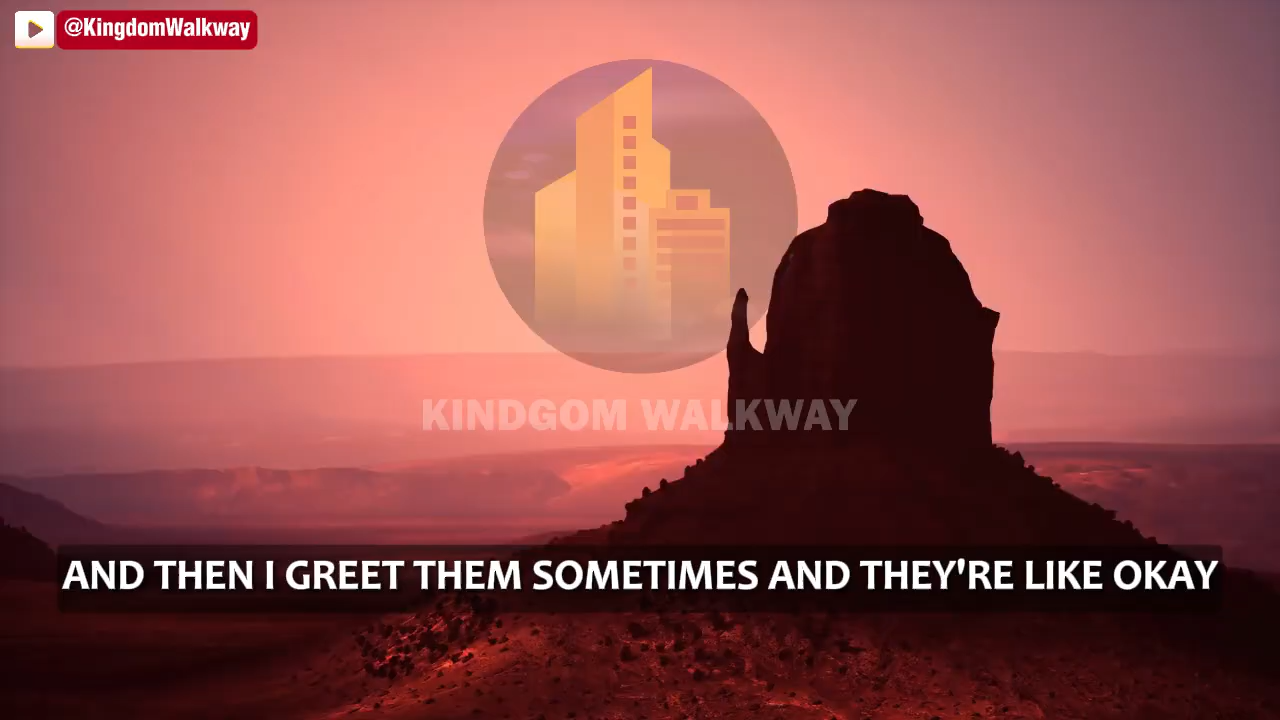 @KingdomWalkway
KINDGOM WALKWAY
AND THEN I GREET THEM SOMETIMES AND THEY'RE LIKE OKAY